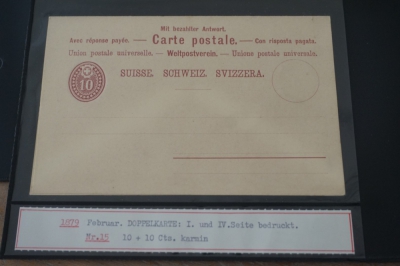 Mit bezahlter Antwort.
Avec réponse payée. — Carte postale. — Con risposta pagata.
Union postale universelle. — Weltpostverein. — Unione postale universale.
10
SUISSE. SCHWEIZ. SVIZZERA.
1879 Februar. DOPPELKARTE: I. und IV.Seite bedruckt.
Nr.15 10 + 10 Cts. karmin